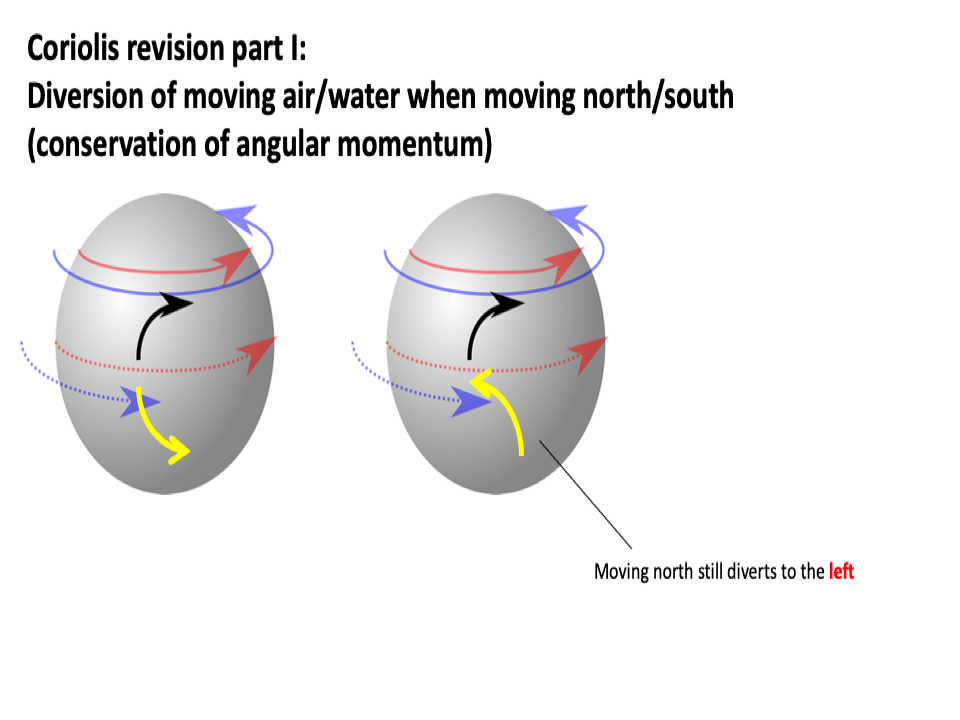 Coriolis revision part I:
Diversion of moving air/water when moving north/south
(conservation of angular momentum)
Moving north still diverts to the left